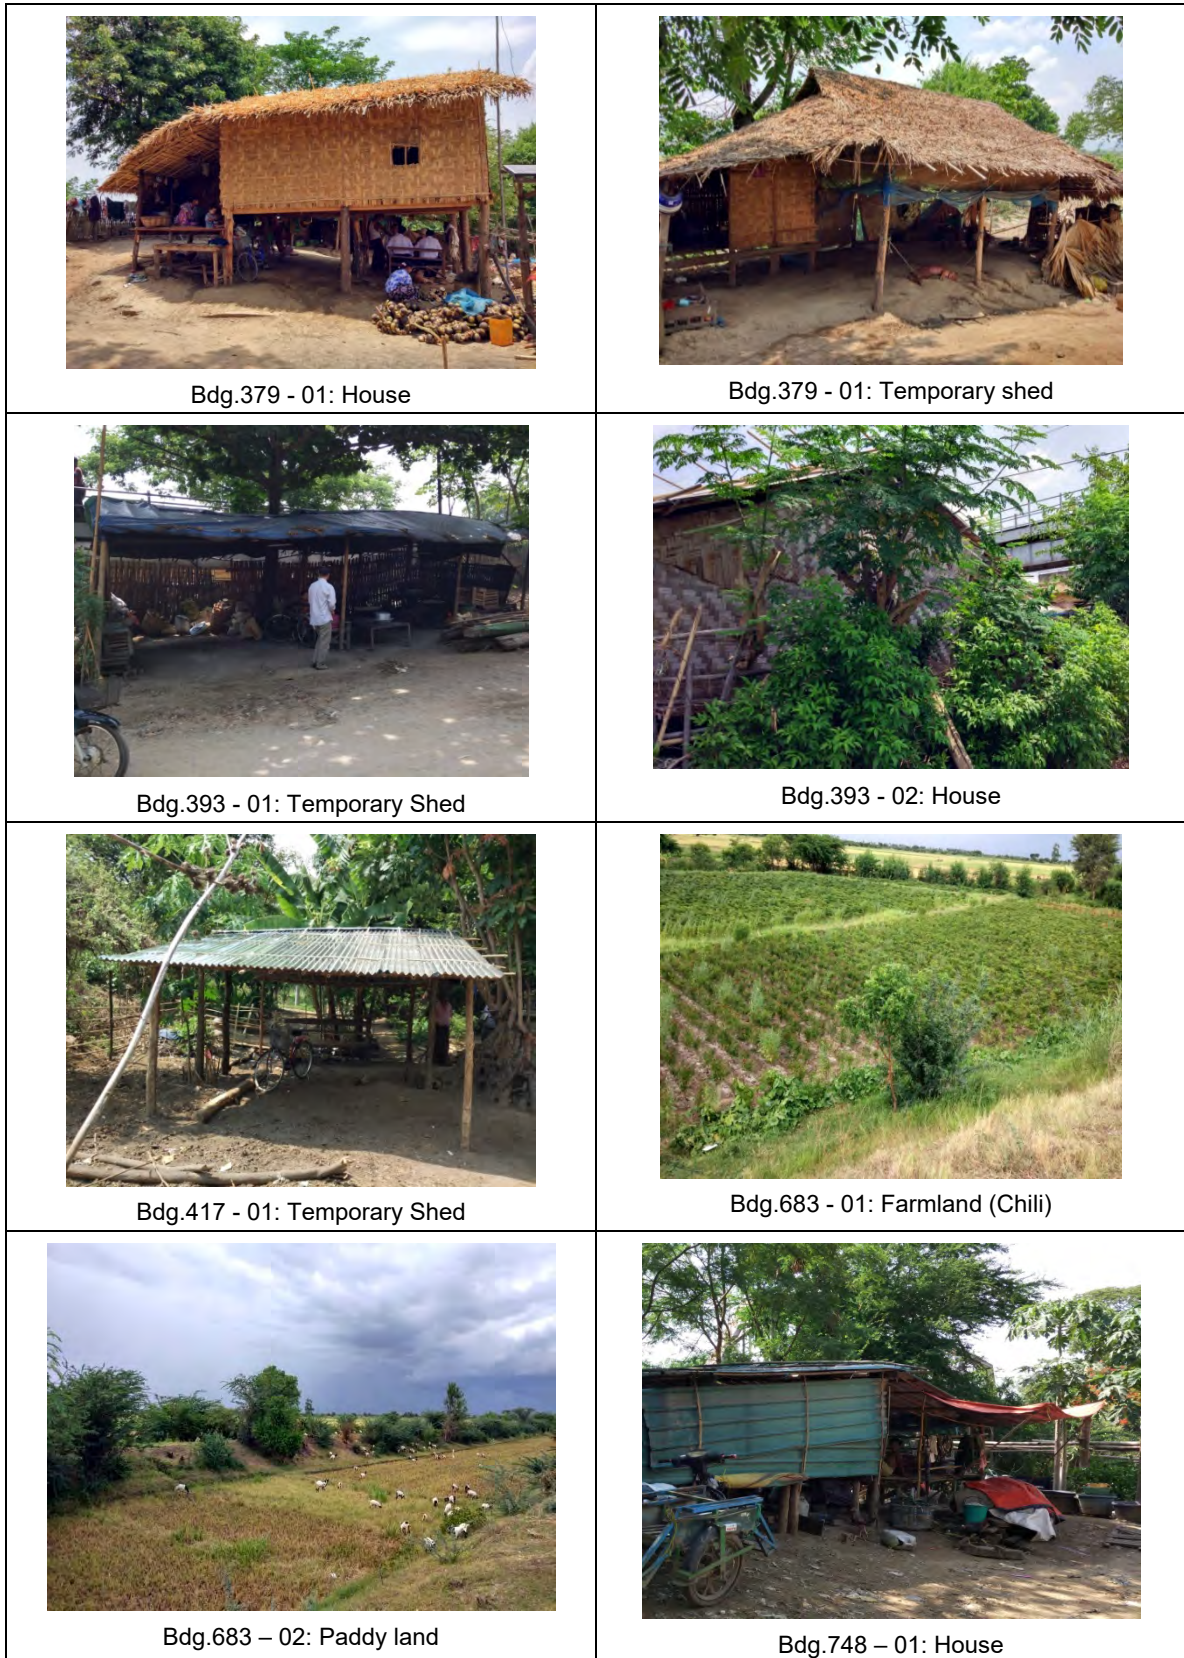 Bdg.379 - 01: House
Bdg.379 - 01: Temporary shed
Bdg.393 - 01: Temporary Shed
Bdg.393 - 02: House
Bdg.417 - 01: Temporary Shed
Bdg.683 - 01: Farmland (Chili)
Bdg.683 – 02: Paddy land
Bdg.748 – 01: House